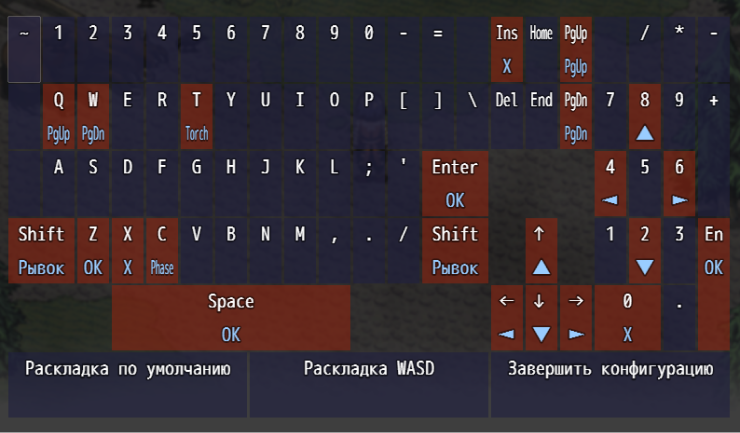 ~ 1 2 3 4 5 6 7 8 9 0 - = Ins Home PgUp / * -
X PgUp
Q W E R T Y U I O P [ ] \ Del End PgDn 7 8 9 +
PgUp PgDn Torch PgDn ▲
A S D F G H J K L ; ' Enter 4 5 6
OK ◄ ►
Shift Z X C V B N M , . / Shift ↑ 1 2 3 En
Рывок OK X Phase Рывок ▲ ▼ OK
Space ← ↓ → 0 .
OK ◄ ▼ ► X
Раскладка по умолчанию Раскладка WASD Завершить конфигурацию